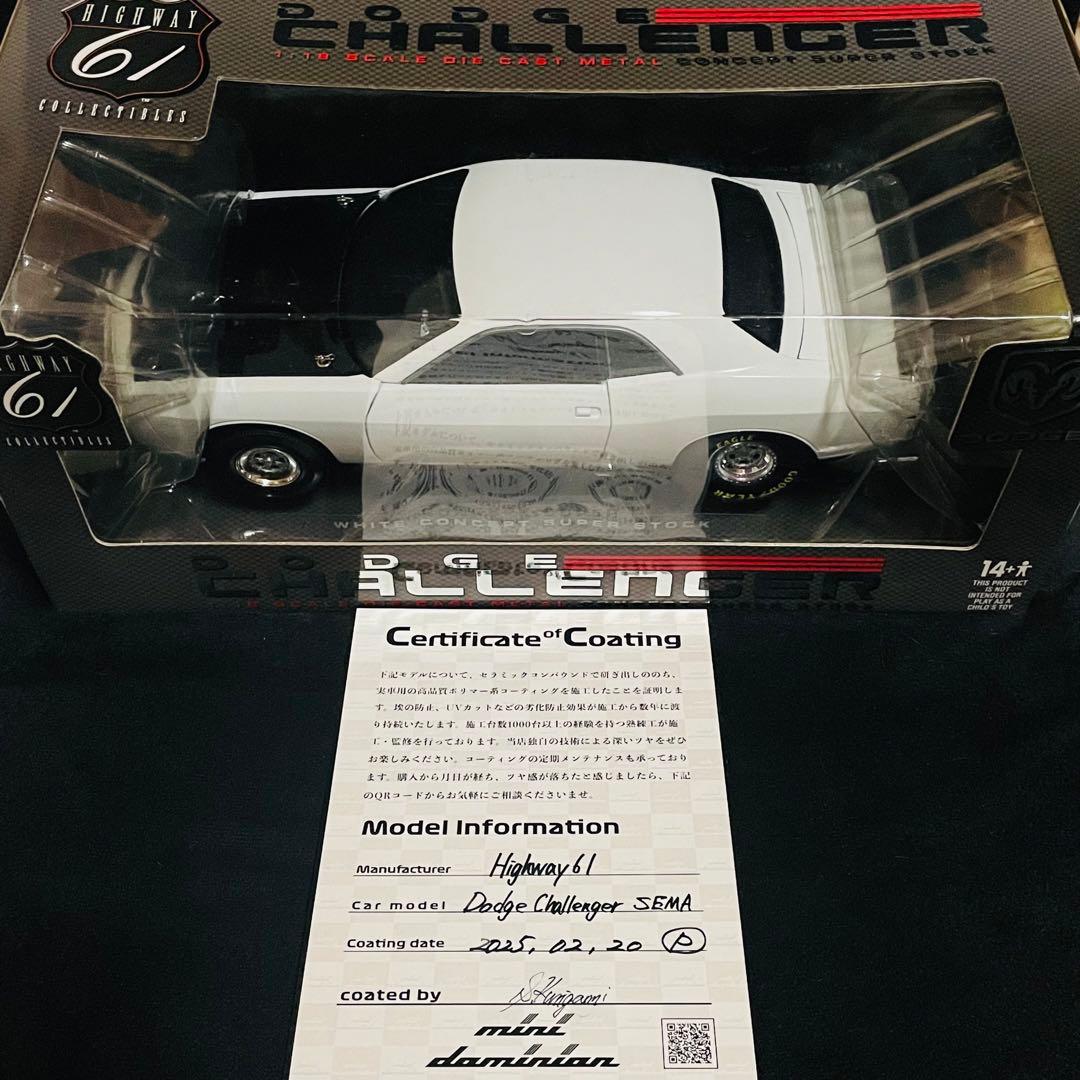 HIGHWAY
61
COLLECTIBLES
DODGE
CHALLENGER
1:18 SCALE DIE CAST METAL CONCEPT SUPER STOCK
HIGHWAY
61
COLLECTIBLES
EAGLE
GOODYEAR
DODGE
WHITE CONCEPT SUPER STOCK
DODGE
CHALLENGER
SCALE DIE CAST METAL CONCEPT SUPER STOCK
14+
THIS PRODUCT
IS NOT
INTENDED FOR
PLAY AS A
CHILD'S TOY
Certificate of Coating
下記モデルについて、セラミックコンパウンドで研ぎ出しののち、
実車用の高品質ポリマー系コーティングを施工したことを証明しま
す。埃の防止、UVカットなどの劣化防止効果が施工から数年に渡
り持続いたします。施工台数1000台以上の経験を持つ熟練工が施
工・監修を行っております。当店独自の技術による深いツヤをぜひ
お楽しみください。コーティングの定期メンテナンスも承っており
ます。購入から月日が経ち、ツヤ感が落ちたと感じましたら、下記
のQRコードからお気軽にご相談くださいませ。
Model Information
Manufacturer Highway61
Car model Dodge Challenger SEMA
Coating date 2025, 02, 20 P
coated by S.Kunigami
mini
daminian